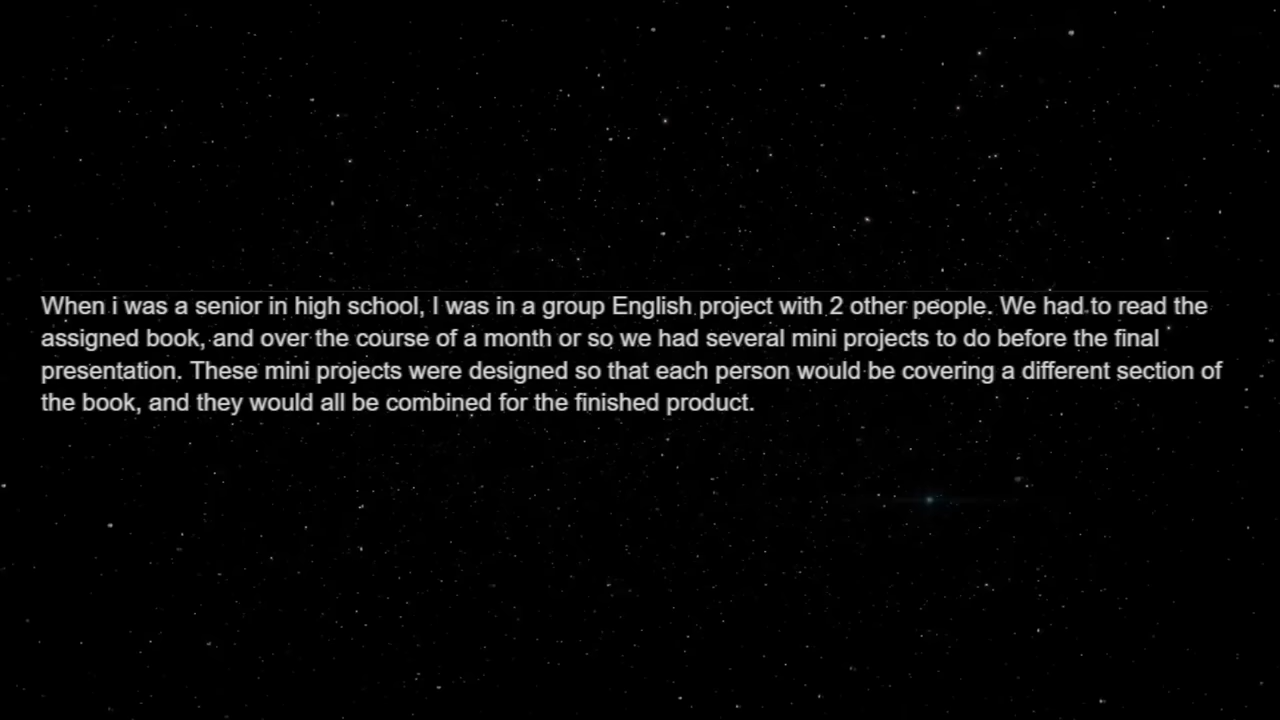 When i was a senior in high school, I was in a group English project with 2 other people. We had to read the
assigned book, and over the course of a month or so we had several mini projects to do before the final
presentation. These mini projects were designed so that each person would be covering a different section of
the book, and they would all be combined for the finished product.